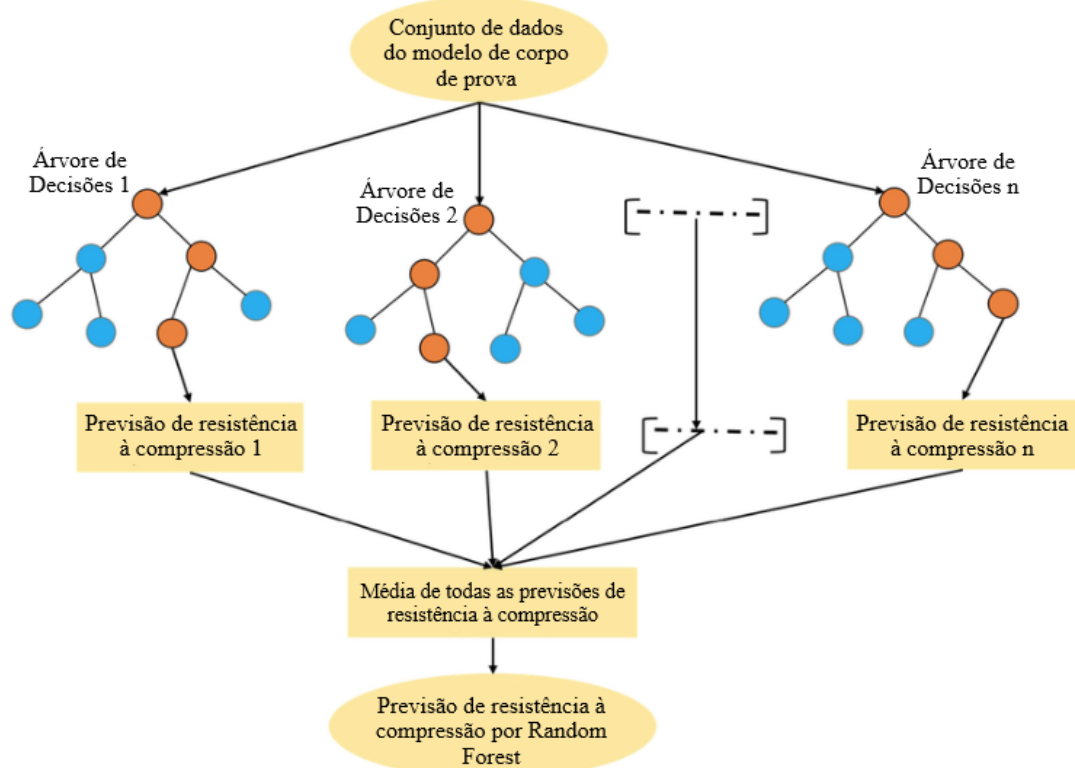 Conjunto de dados
do modelo de corpo
de prova
Árvore de
Decisões 1
Árvore de
Decisões 2
Árvore de
Decisões n
Previsão de resistência
à compressão 1
Previsão de resistência
à compressão 2
Previsão de resistência
à compressão n
Média de todas as previsões de
resistência à compressão
Previsão de resistência à
compressão por Random
Forest